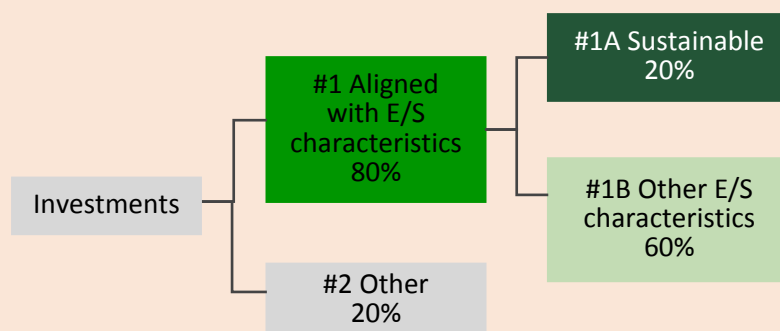 #1A Sustainable
20%
#1 Aligned
with E/S
characteristics
80%
Investments
#1B Other E/S
characteristics
60%
#2 Other
20%